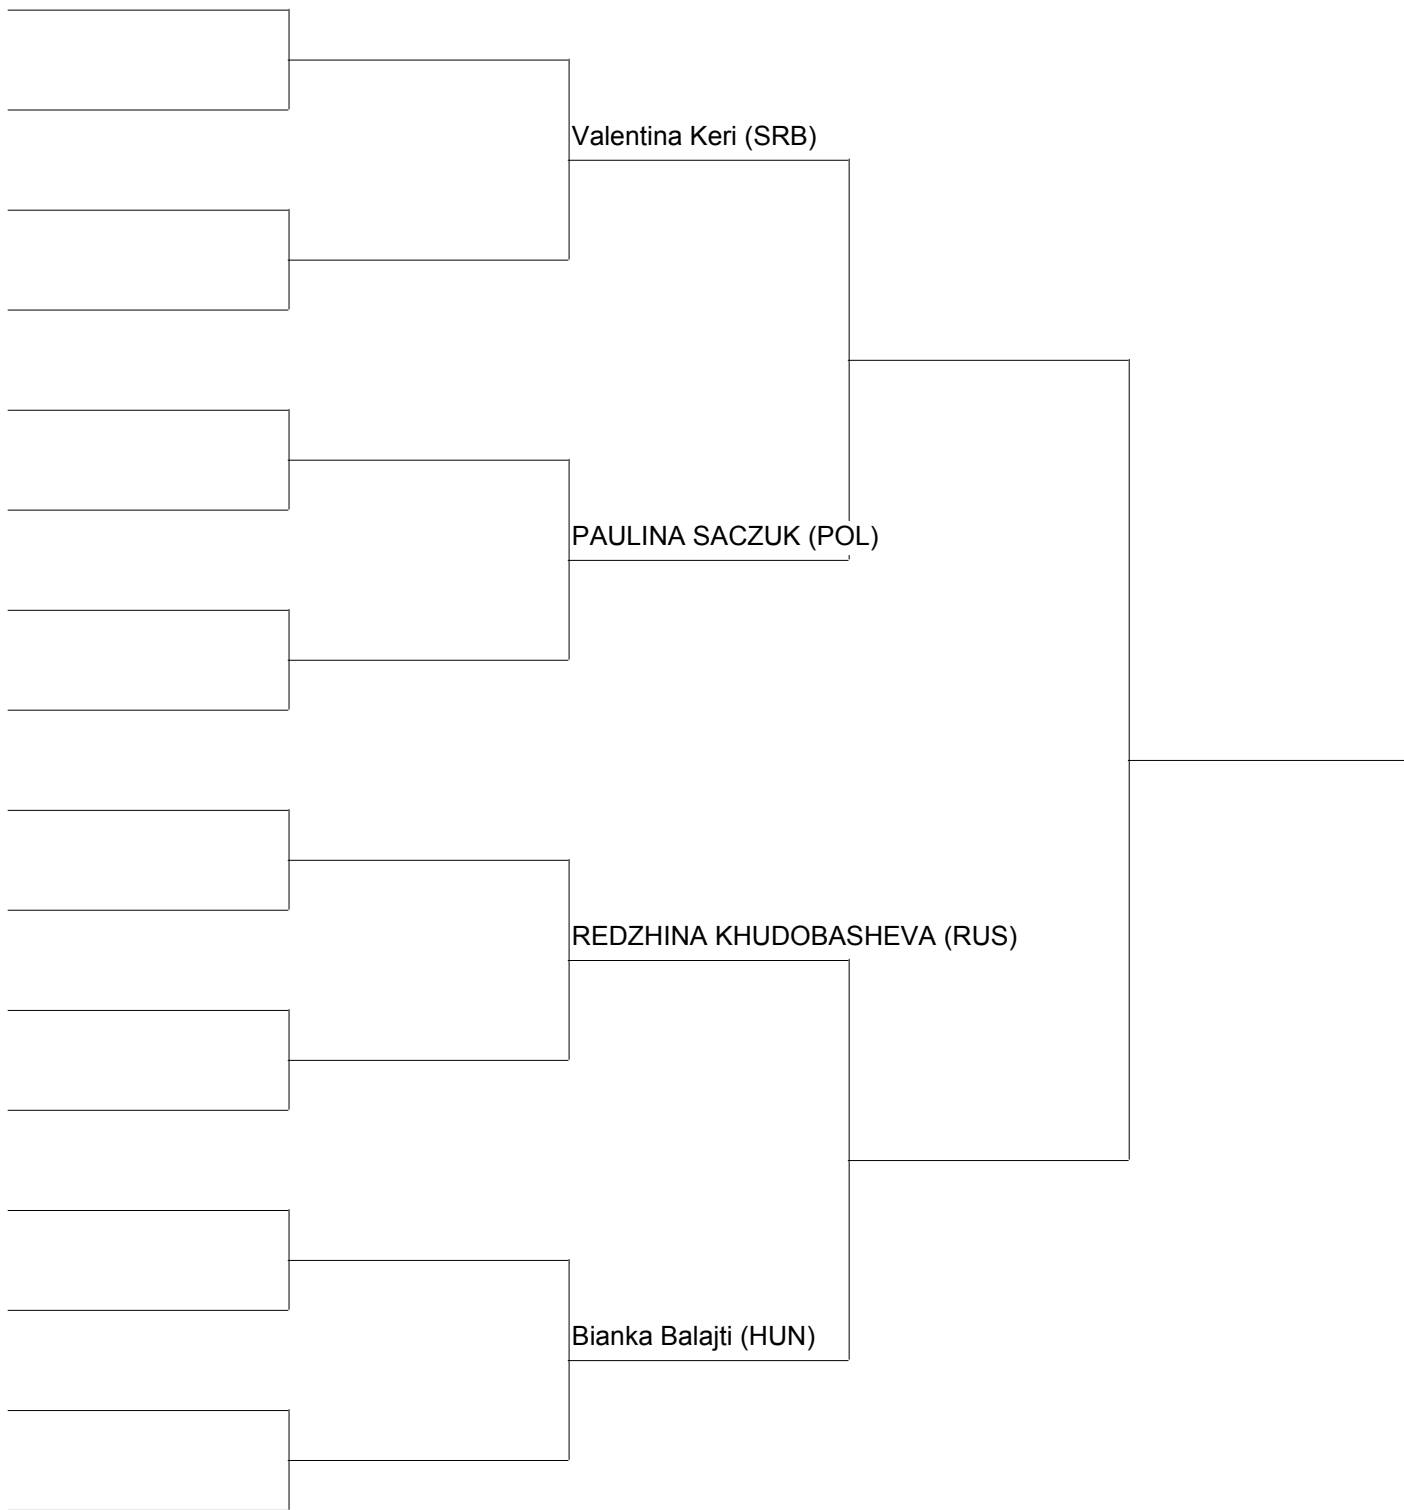 Valentina Keri (SRB)
PAULINA SACZUK (POL)
REDZHINA KHUDOBASHEVA (RUS)
Bianka Balajti (HUN)